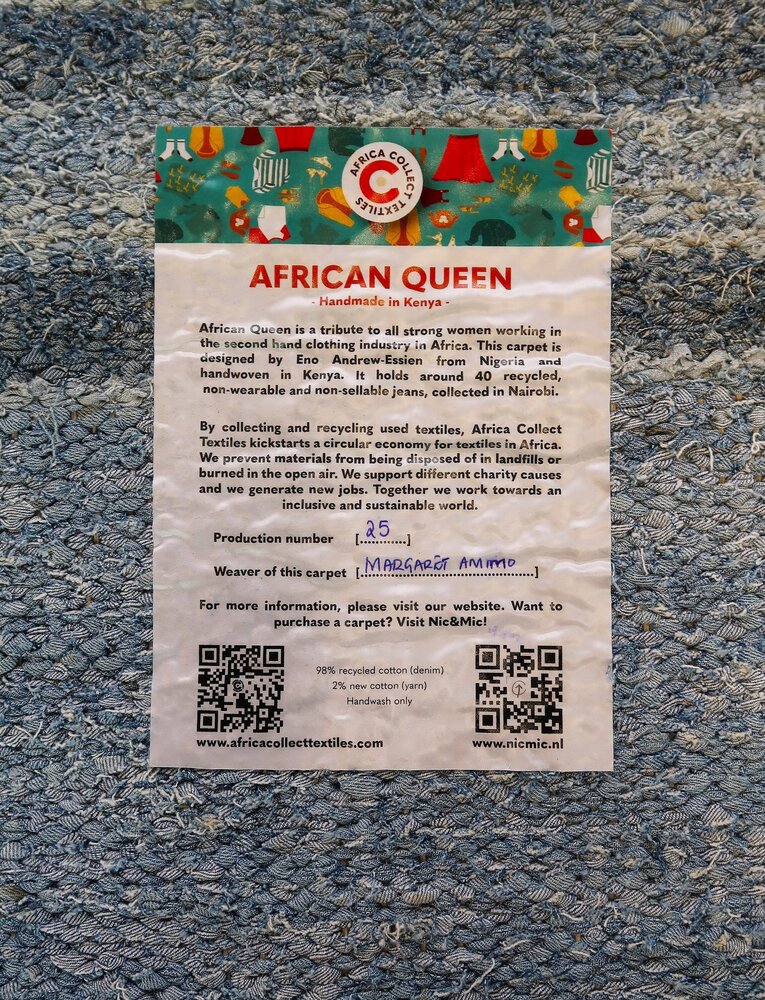 AFRICA COLLECT TEXTILES
AFRICAN QUEEN
- Handmade in Kenya -
African Queen is a tribute to all strong women working in
the second hand clothing industry in Africa. This carpet is
designed by Eno Andrew-Essien from Nigeria and
handwoven in Kenya. It holds around 40 recycled,
non-wearable and non-sellable jeans, collected in Nairobi.
By collecting and recycling used textiles, Africa Collect
Textiles kickstarts a circular economy for textiles in Africa.
We prevent materials from being disposed of in landfills or
burned in the open air. We support different charity causes
and we generate new jobs. Together we work towards an
inclusive and sustainable world.
Production number [.25.........]
Weaver of this carpet [.MARGARET AMIMO.....]
For more information, please visit our website. Want to
purchase a carpet? Visit Nic&Mic!
98% recycled cotton (denim)
2% new cotton (yarn)
Handwash only
www.africacollecttextiles.com
www.nicmic.nl